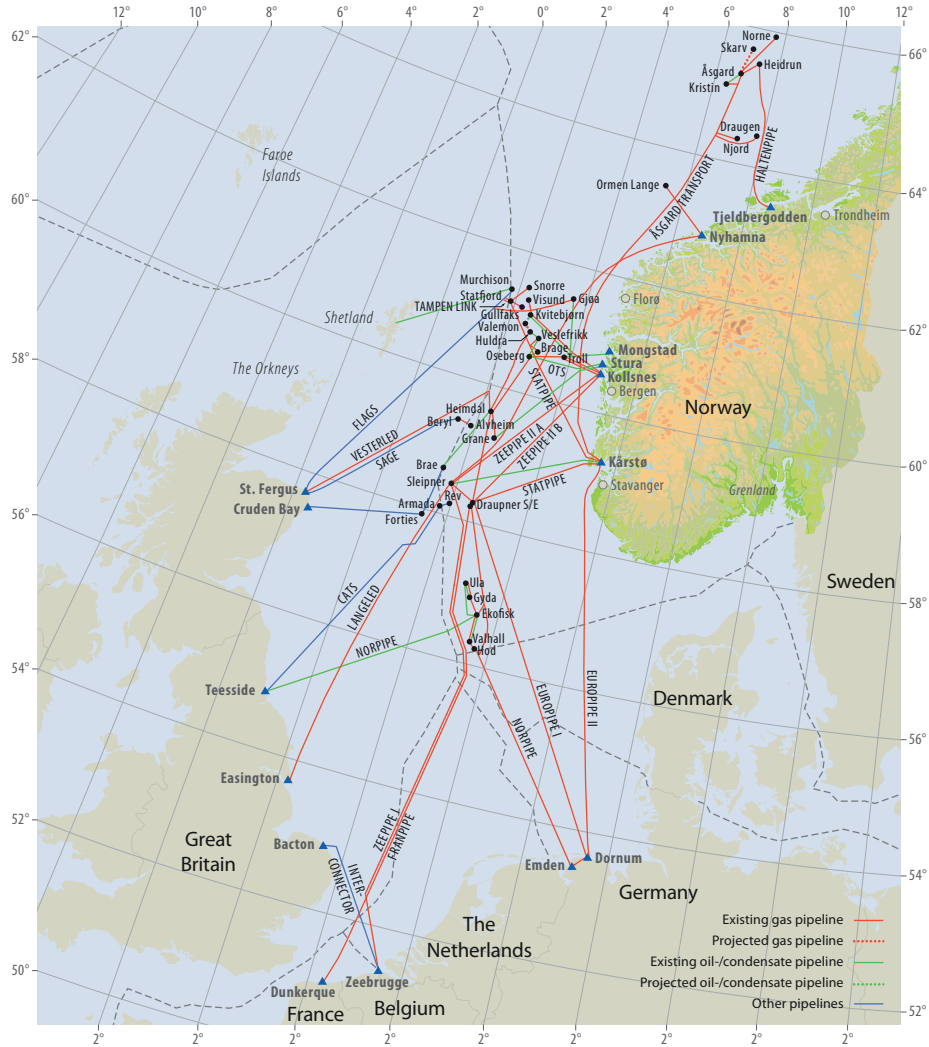 12°
10°
8°
6°
4°
2°
0°
2°
4°
6°
8°
10°
12°
62°
60°
58°
56°
54°
52°
50°
66°
64°
62°
60°
58°
56°
54°
52°
Norne
Skarv
Åsgard
Heidrun
Kristin
Draugen
Njord
HALTENPIPE
ÅSGARD TRANSPORT
Ormen Lange
Tjeldbergodden
Trondheim
Nyhamna
Faroe
Islands
Murchison
Snorre
Statfjord
Visund
Gjøa
TAMPEN LINK
Gullfaks
Kvitebjørn
Valemon
Veslefrikk
Huldra
Brage
Oseberg
Troll
Florø
Mongstad
Stura
Kollsnes
Bergen
OTS
STATPIPE
Shetland
The Orkneys
Norway
FLAGS
VESTERLED
SAGE
Heimdal
Beryl
Alvheim
Grane
ZEEPIPE II A
ZEEPIPE II B
Brae
Sleipner
Kårstø
STATPIPE
Stavanger
Grenland
St. Fergus
Cruden Bay
Rev
Armada
Draupner S/E
Forties
Sweden
CATS
LANGELED
Ula
Gyda
Ekofisk
NORPIPE
Valhall
Hod
Teesside
Denmark
EUROPIPE II
EUROPIPE I
NORPIPE
Easington
ZEEPIPE I
FRANPIPE
Great
Britain
Bacton
INTER-
CONNECTOR
Emden
Dornum
Germany
The
Netherlands
Zeebrugge
Dunkerque
Belgium
France
Existing gas pipeline
Projected gas pipeline
Existing oil-/condensate pipeline
Projected oil-/condensate pipeline
Other pipelines
2°
2°
2°
2°
2°
2°
2°
2°
2°
2°
2°